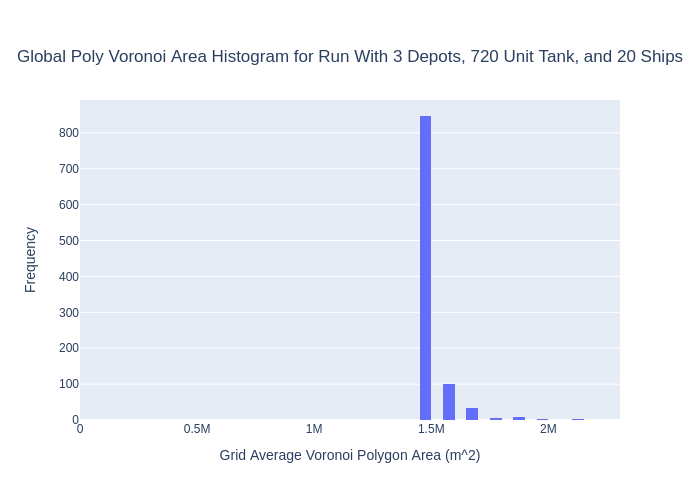 Global Poly Voronoi Area Histogram for Run With 3 Depots, 720 Unit Tank, and 20 Ships
800
700
600
500
400
300
200
100
0
Frequency
0 0.5M 1M 1.5M 2M
Grid Average Voronoi Polygon Area (m^2)